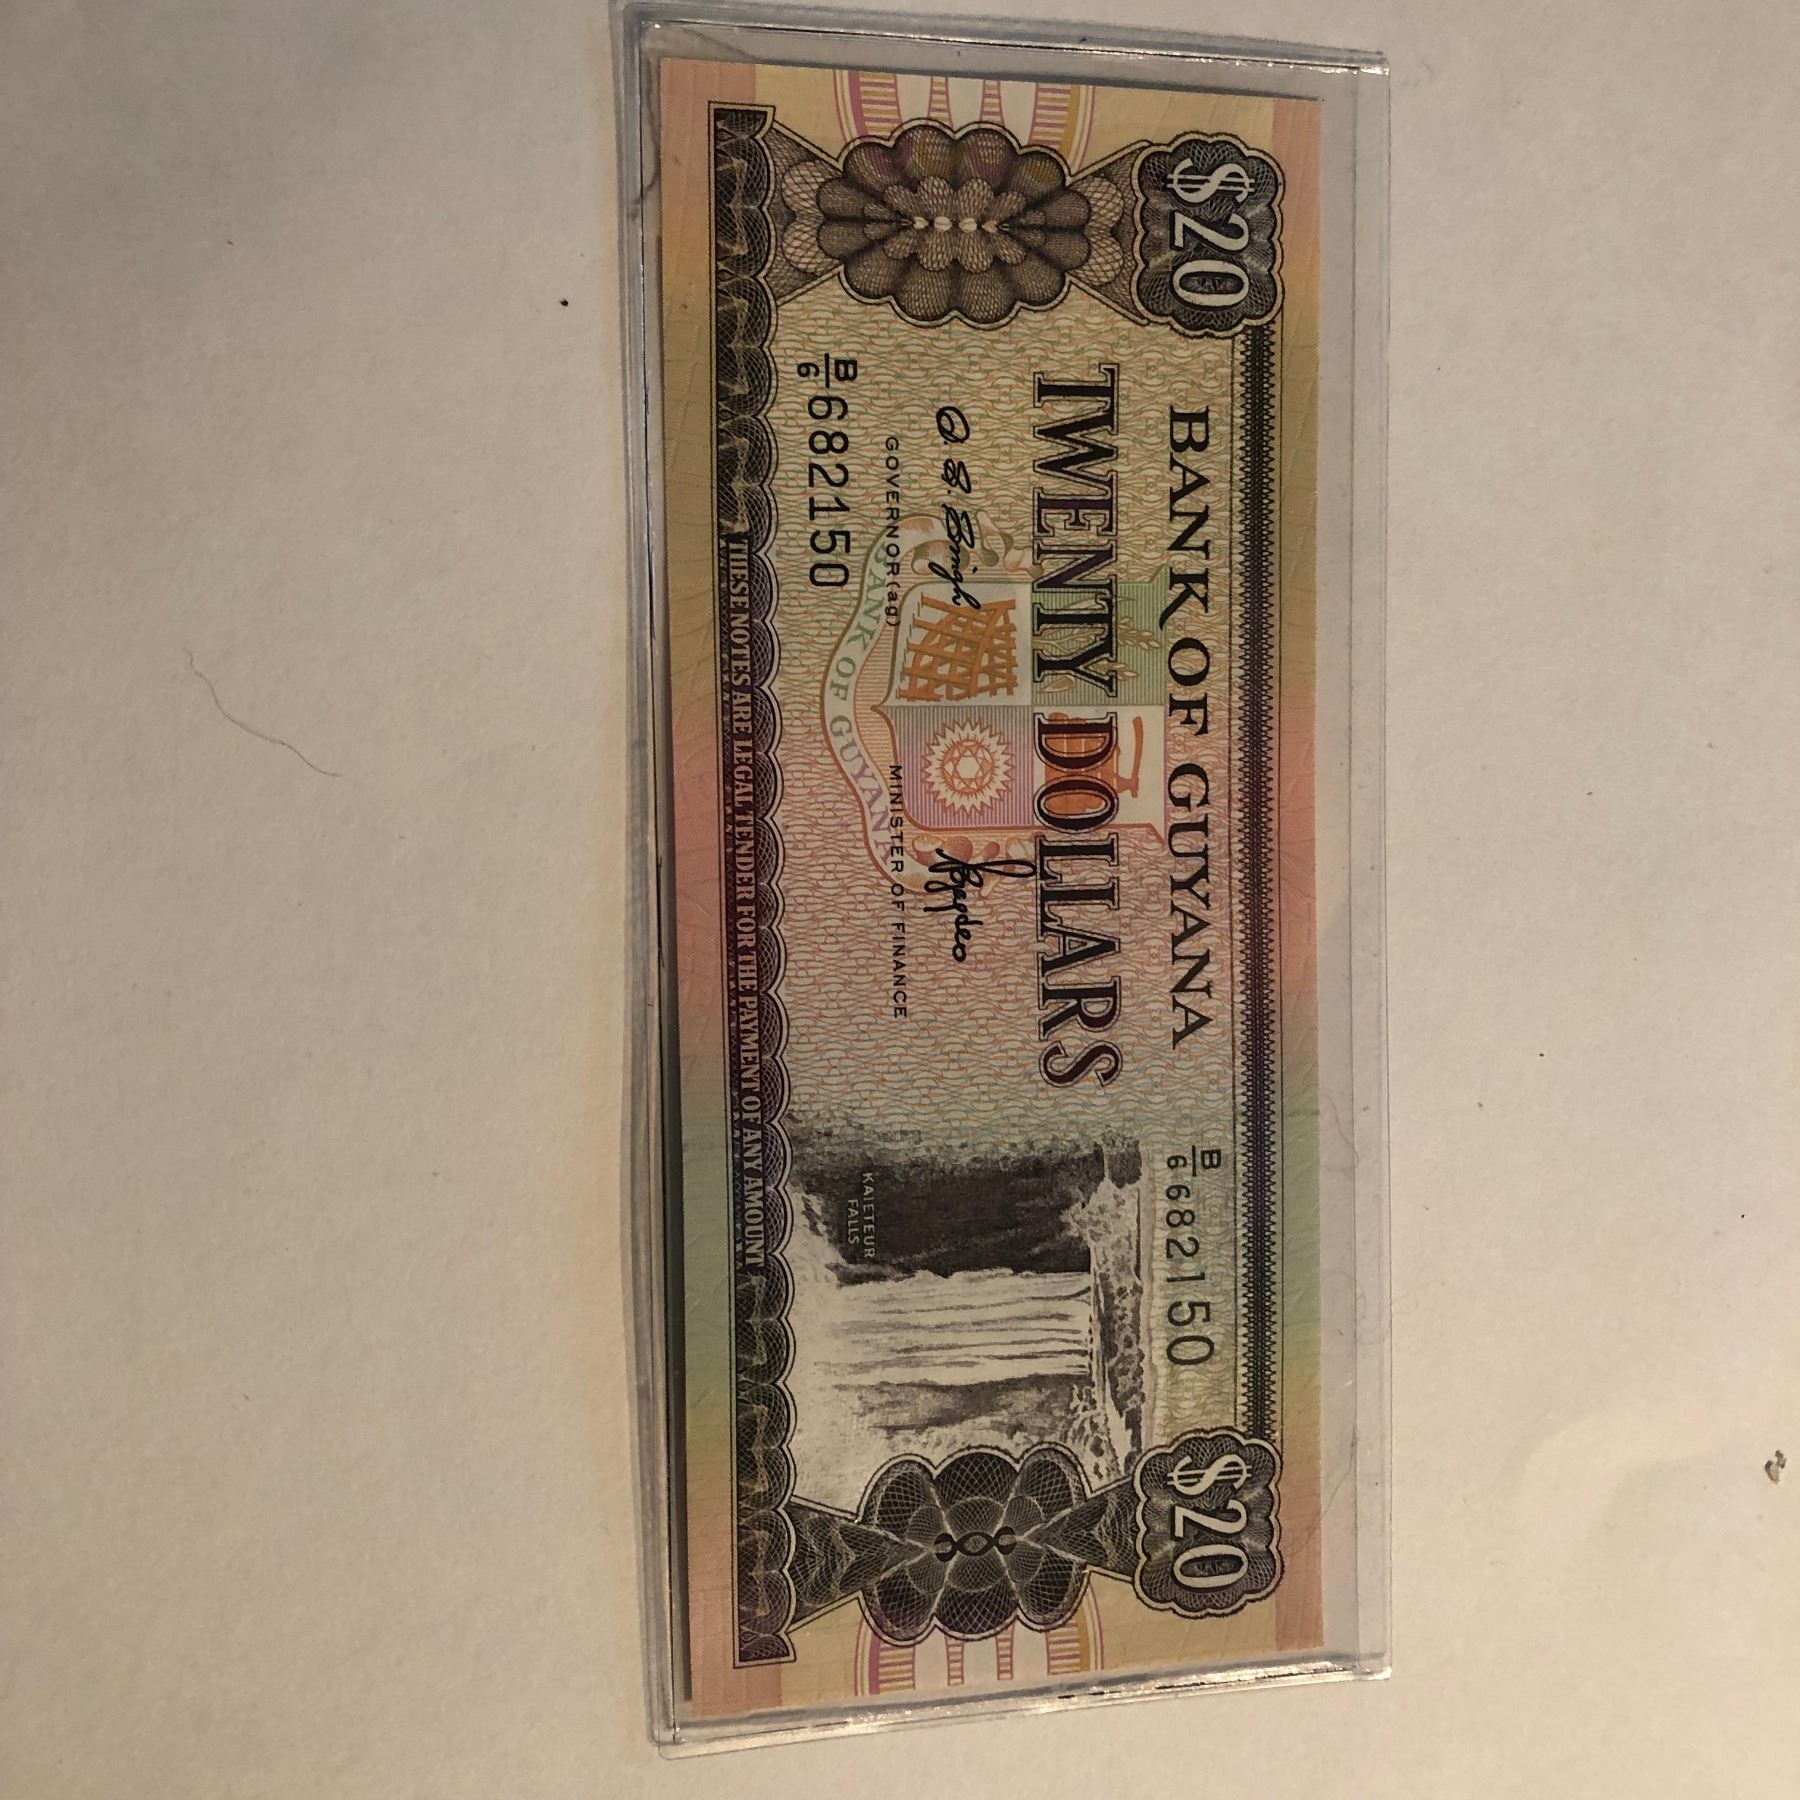 $20
BANK OF GUYANA
B/6 682150
$20
TWENTY DOLLARS
GOVERNOR (ag)
MINISTER OF FINANCE
BANK OF GUYANA
B/6 682150
KAIETEUR
FALLS
THESE NOTES ARE LEGAL TENDER FOR THE PAYMENT OF ANY AMOUNT